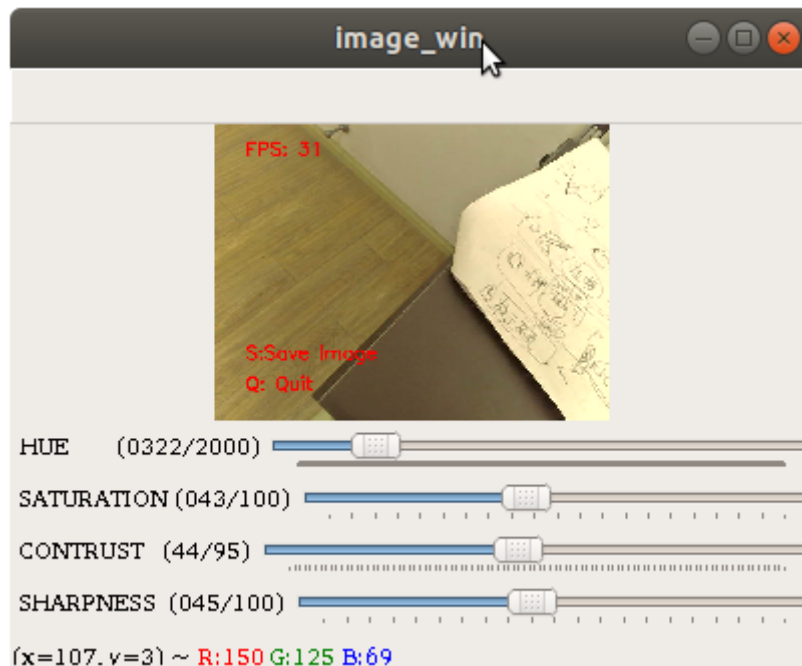 image_win
FPS: 31
S:Save Image
Q: Quit
HUE (0322/2000)
SATURATION (043/100)
CONTRUST (44/95)
SHARPNESS (045/100)
(x=107, y=3) ~ R:150 G:125 B:69